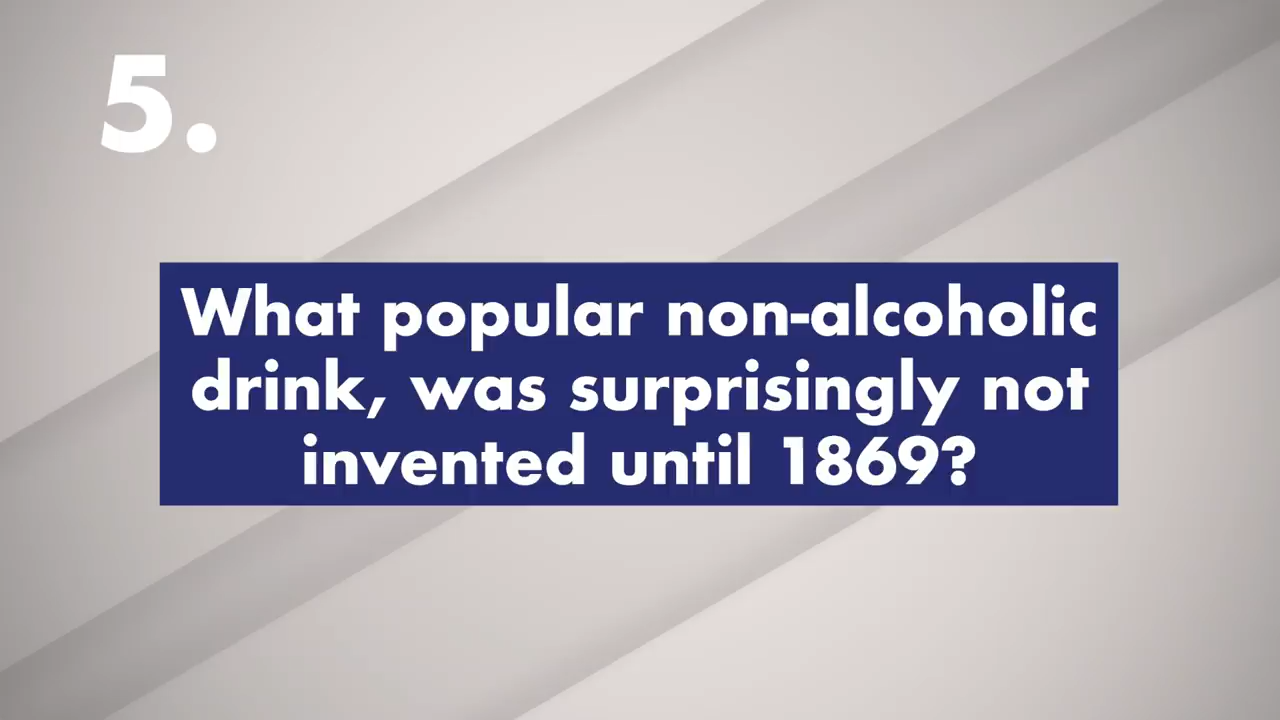 5.
What popular non-alcoholic
drink, was surprisingly not
invented until 1869?